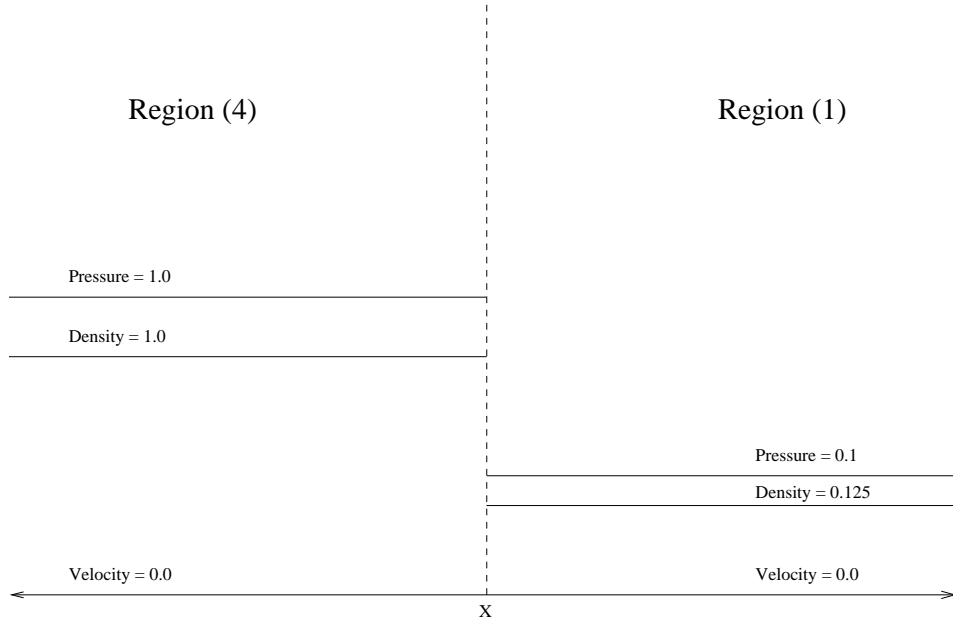 Region (4)
Region (1)
Pressure = 1.0
Density = 1.0
Pressure = 0.1
Density = 0.125
Velocity = 0.0
Velocity = 0.0
X